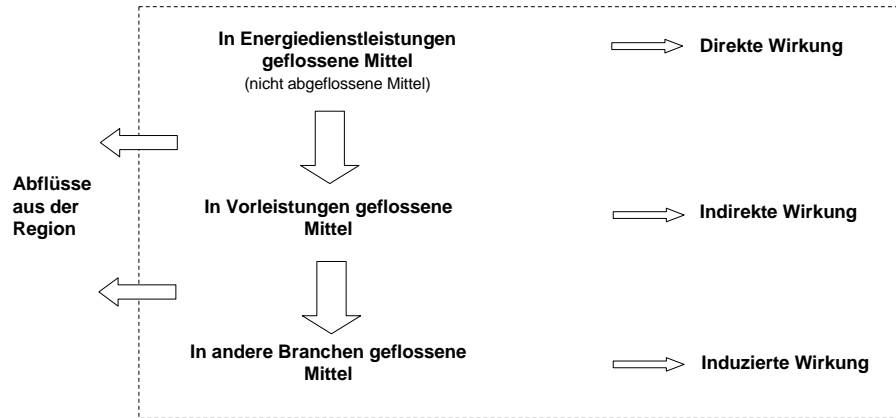 In Energiedienstleistungen
geflossene Mittel
(nicht abgeflossene Mittel)
Direkte Wirkung
Abflüsse
aus der
Region
In Vorleistungen geflossene
Mittel
Indirekte Wirkung
In andere Branchen geflossene
Mittel
Induzierte Wirkung